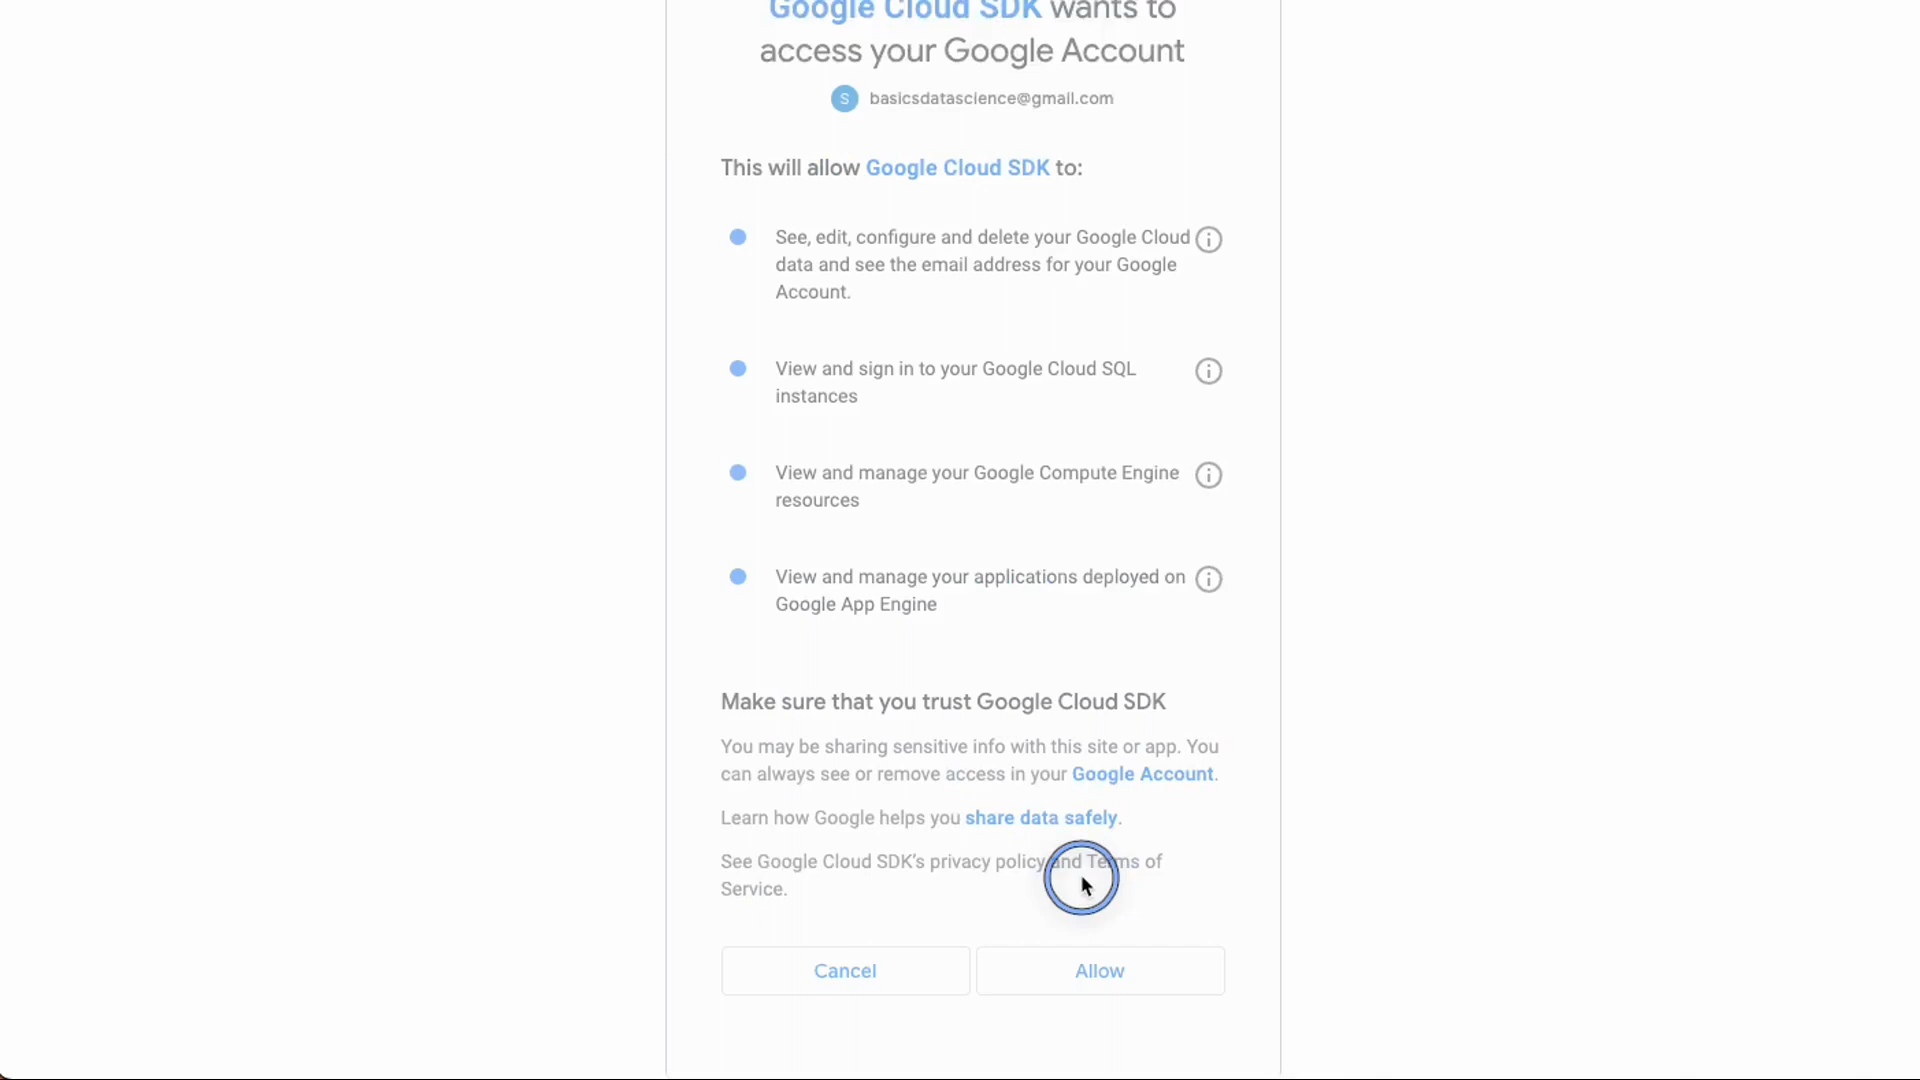 Google Cloud SDK wants to
access your Google Account
S basicsdatascience@gmail.com
This will allow Google Cloud SDK to:
See, edit, configure and delete your Google Cloud
data and see the email address for your Google
Account.
View and sign in to your Google Cloud SQL
instances
View and manage your Google Compute Engine
resources
View and manage your applications deployed on
Google App Engine
Make sure that you trust Google Cloud SDK
You may be sharing sensitive info with this site or app. You
can always see or remove access in your Google Account.
Learn how Google helps you share data safely.
See Google Cloud SDK's privacy policy and Terms of
Service.
Cancel Allow